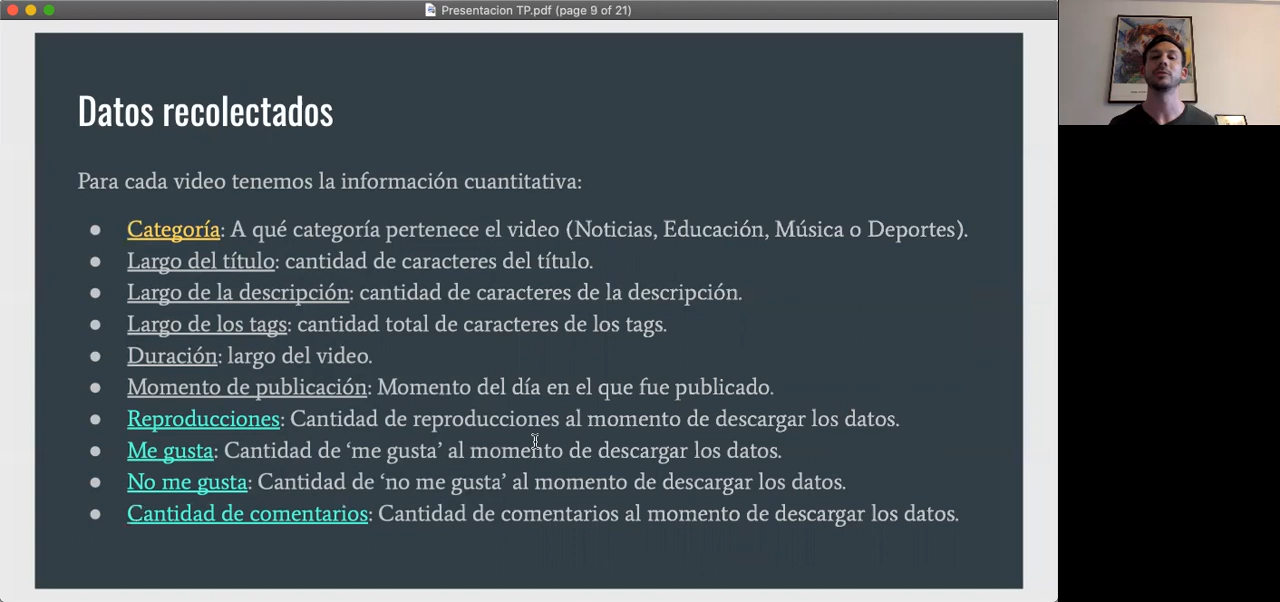 Presentacion TP.pdf (page 9 of 21)
Datos recolectados
Para cada video tenemos la información cuantitativa:
● Categoría: A qué categoría pertenece el video (Noticias, Educación, Música o Deportes).
● Largo del título: cantidad de caracteres del título.
● Largo de la descripción: cantidad de caracteres de la descripción.
● Largo de los tags: cantidad total de caracteres de los tags.
● Duración: largo del video.
● Momento de publicación: Momento del día en el que fue publicado.
● Reproducciones: Cantidad de reproducciones al momento de descargar los datos.
● Me gusta: Cantidad de ‘me gusta’ al momento de descargar los datos.
● No me gusta: Cantidad de ‘no me gusta’ al momento de descargar los datos.
● Cantidad de comentarios: Cantidad de comentarios al momento de descargar los datos.